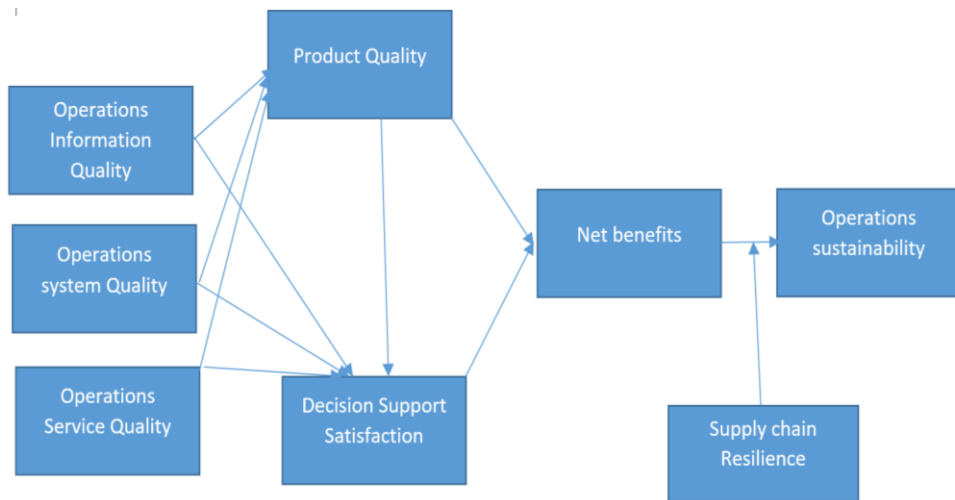 Product Quality
Operations
Information
Quality
Operations
system Quality
Operations
Service Quality
Decision Support
Satisfaction
Net benefits
Operations
sustainability
Supply chain
Resilience